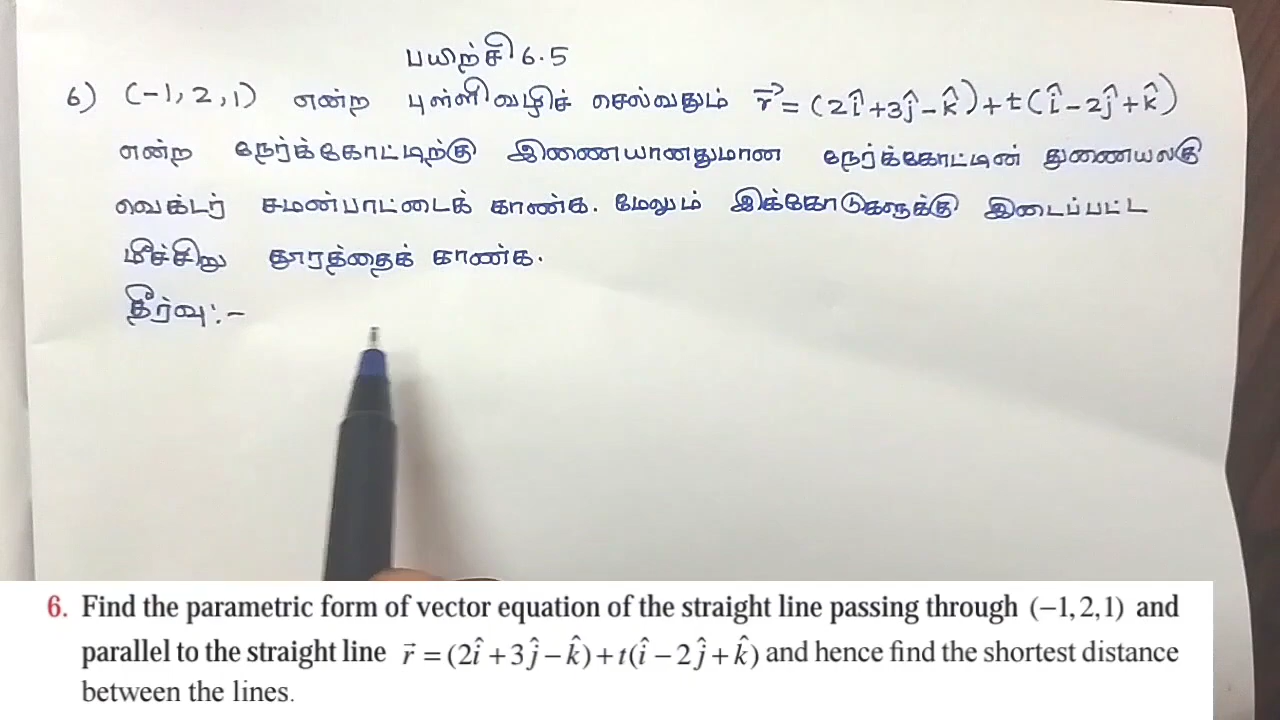 பயிற்சி 6.5
6) (-1, 2, 1) என்ற புள்ளிவழிச் செல்வதும் r⃗ = (2î+3ĵ-k̂)+t(î-2ĵ+k̂)
என்ற நேர்க்கோட்டிற்கு இணையானதுமான நேர்க்கோட்டின் துணையலகு
வெக்டர் சமன்பாட்டைக் காண்க. மேலும் இக்கோடுகளுக்கு இடைப்பட்ட
மீச்சிறு தூரத்தைக் காண்க.
தீர்வு:-
6. Find the parametric form of vector equation of the straight line passing through (−1, 2, 1) and
parallel to the straight line r⃗ = (2î + 3ĵ − k̂) + t(î − 2ĵ + k̂) and hence find the shortest distance
between the lines.